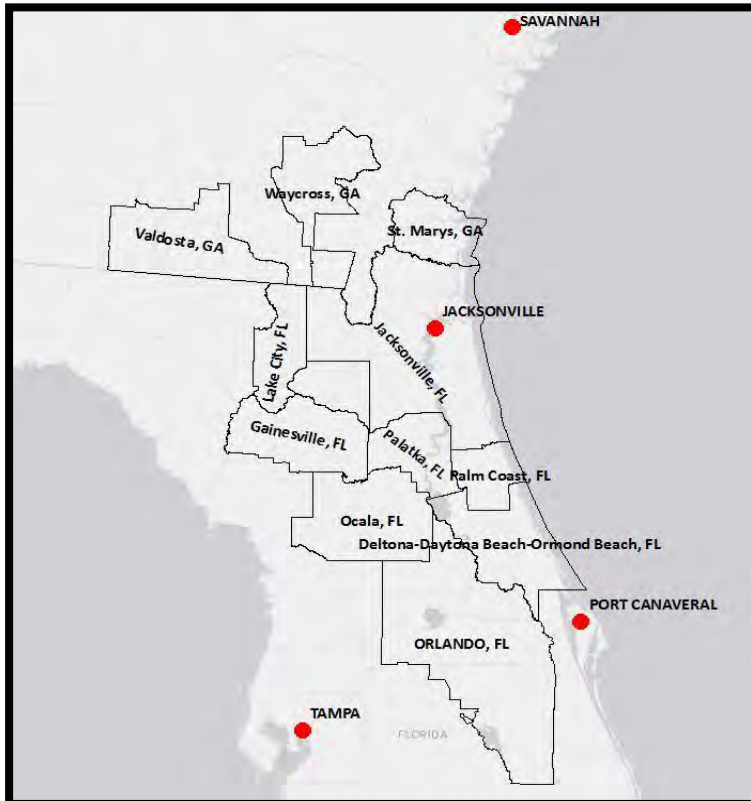 SAVANNAH
Waycross, GA
St. Marys, GA
Valdosta, GA
JACKSONVILLE
Lake City, FL
Jacksonville, FL
Gainesville, FL
Palatka, FL
Palm Coast, FL
Ocala, FL
Deltona-Daytona Beach-Ormond Beach, FL
PORT CANAVERAL
ORLANDO, FL
TAMPA
FLORIDA